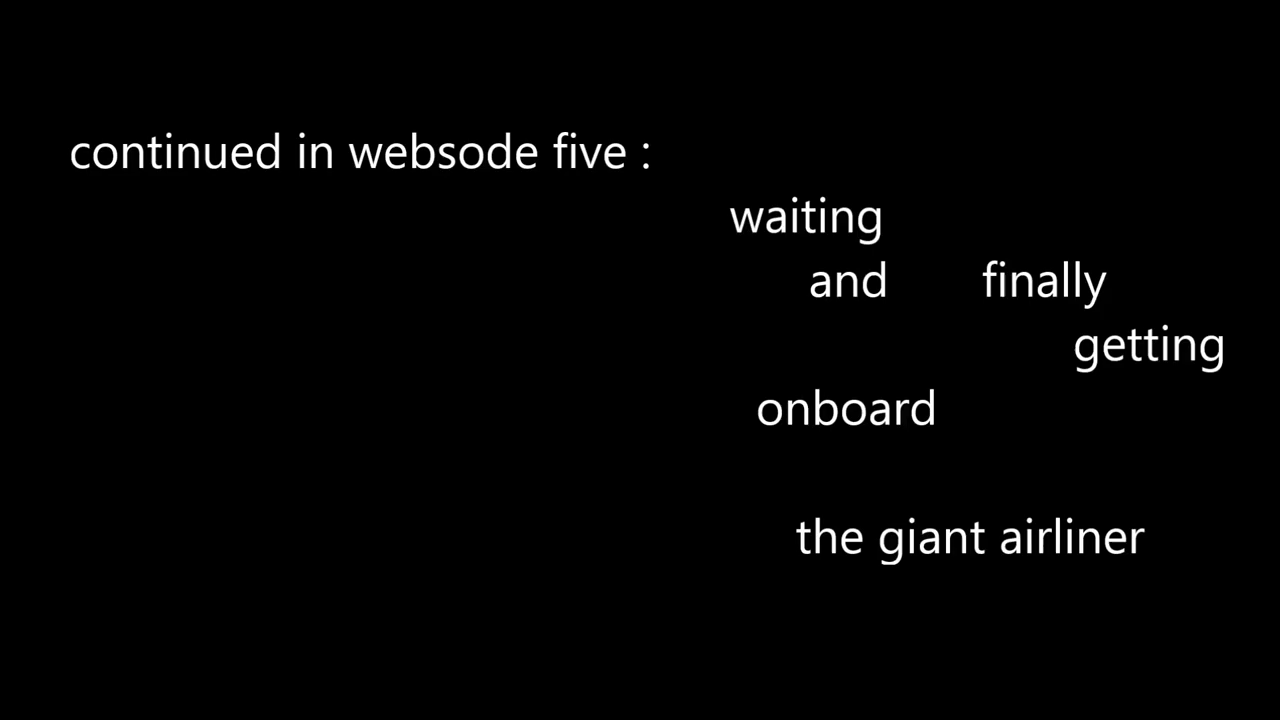 continued in websode five :
waiting
and finally
getting
onboard
the giant airliner